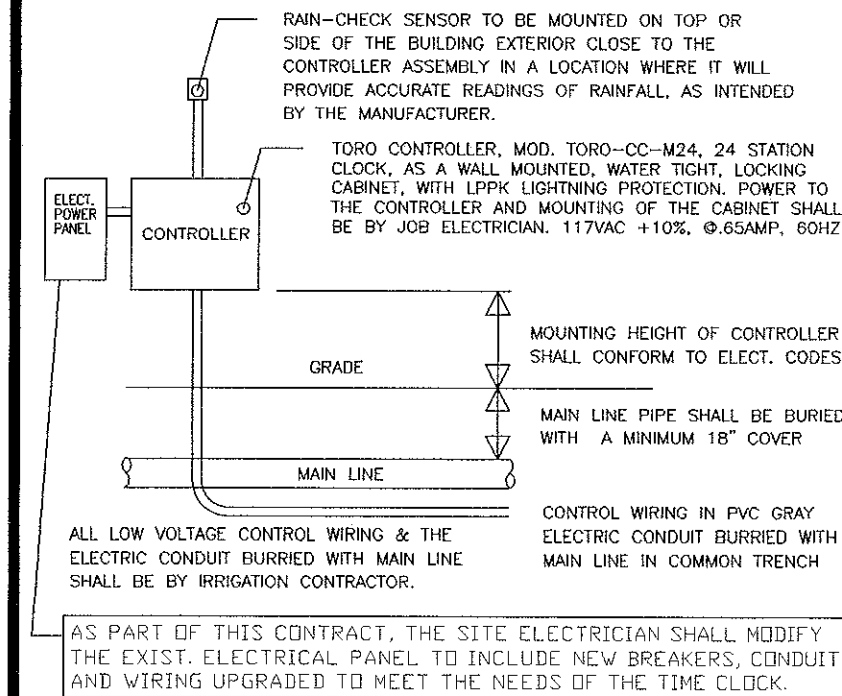 RAIN-CHECK SENSOR TO BE MOUNTED ON TOP OR
SIDE OF THE BUILDING EXTERIOR CLOSE TO THE
CONTROLLER ASSEMBLY IN A LOCATION WHERE IT WILL
PROVIDE ACCURATE READINGS OF RAINFALL, AS INTENDED
BY THE MANUFACTURER.
TORO CONTROLLER, MOD. TORO-CC-M24, 24 STATION
CLOCK, AS A WALL MOUNTED, WATER TIGHT, LOCKING
CABINET, WITH LPPK LIGHTNING PROTECTION. POWER TO
THE CONTROLLER AND MOUNTING OF THE CABINET SHALL
BE BY JOB ELECTRICIAN. 117VAC +10%, @.65AMP, 60HZ
ELECT.
POWER
PANEL
CONTROLLER
MOUNTING HEIGHT OF CONTROLLER
SHALL CONFORM TO ELECT. CODES
GRADE
MAIN LINE PIPE SHALL BE BURIED
WITH A MINIMUM 18" COVER
MAIN LINE
CONTROL WIRING IN PVC GRAY
ELECTRIC CONDUIT BURRIED WITH
MAIN LINE IN COMMON TRENCH
ALL LOW VOLTAGE CONTROL WIRING & THE
ELECTRIC CONDUIT BURRIED WITH MAIN LINE
SHALL BE BY IRRIGATION CONTRACTOR.
AS PART OF THIS CONTRACT, THE SITE ELECTRICIAN SHALL MODIFY
THE EXIST. ELECTRICAL PANEL TO INCLUDE NEW BREAKERS, CONDUIT
AND WIRING UPGRADED TO MEET THE NEEDS OF THE TIME CLOCK.